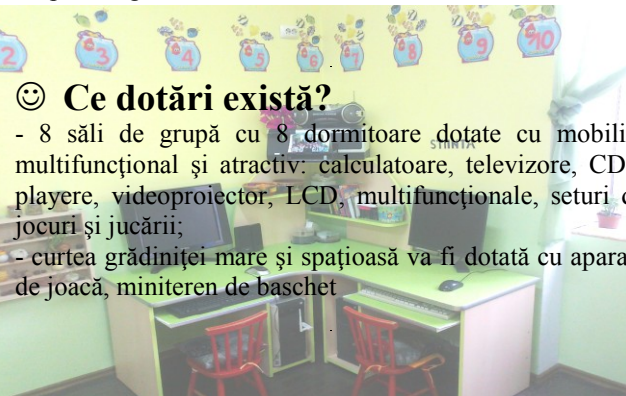 2 3 4 5 6 7 8 9 10
☺ Ce dotări există?
ȘTIINȚA
- 8 săli de grupă cu 8 dormitoare dotate cu mobili
multifuncţional şi atractiv: calculatoare, televizore, CD
playere, videoproiector, LCD, multifuncţionale, seturi d
jocuri şi jucării;
- curtea grădiniţei mare şi spaţioasă va fi dotată cu apara
de joacă, miniteren de baschet